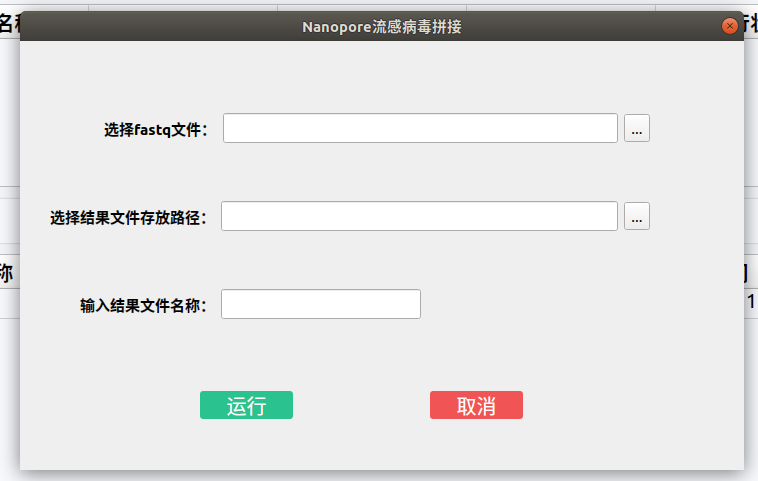 Nanopore流感病毒拼接
选择fastq文件：
...
选择结果文件存放路径：
...
输入结果文件名称：
运行
取消
称
1